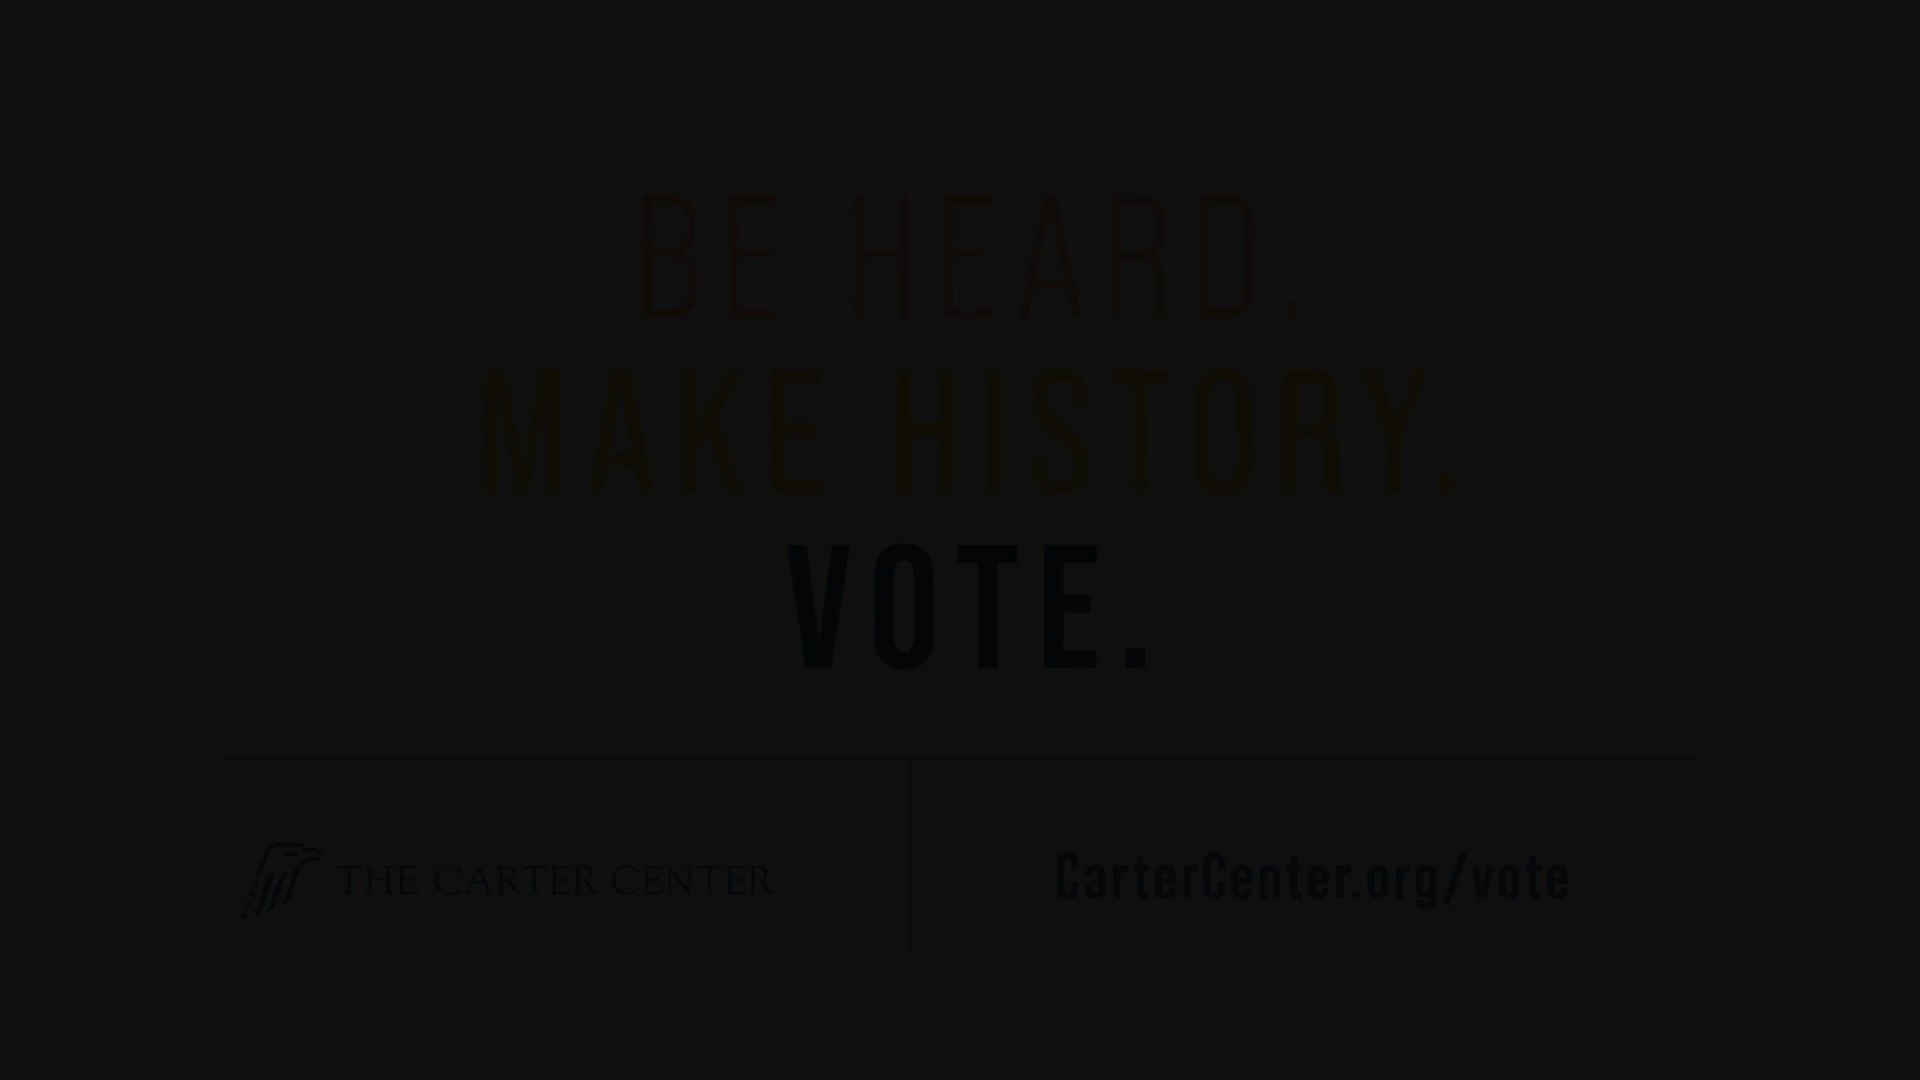 BE HEARD.
MAKE HISTORY.
VOTE.
THE CARTER CENTER
CarterCenter.org/vote